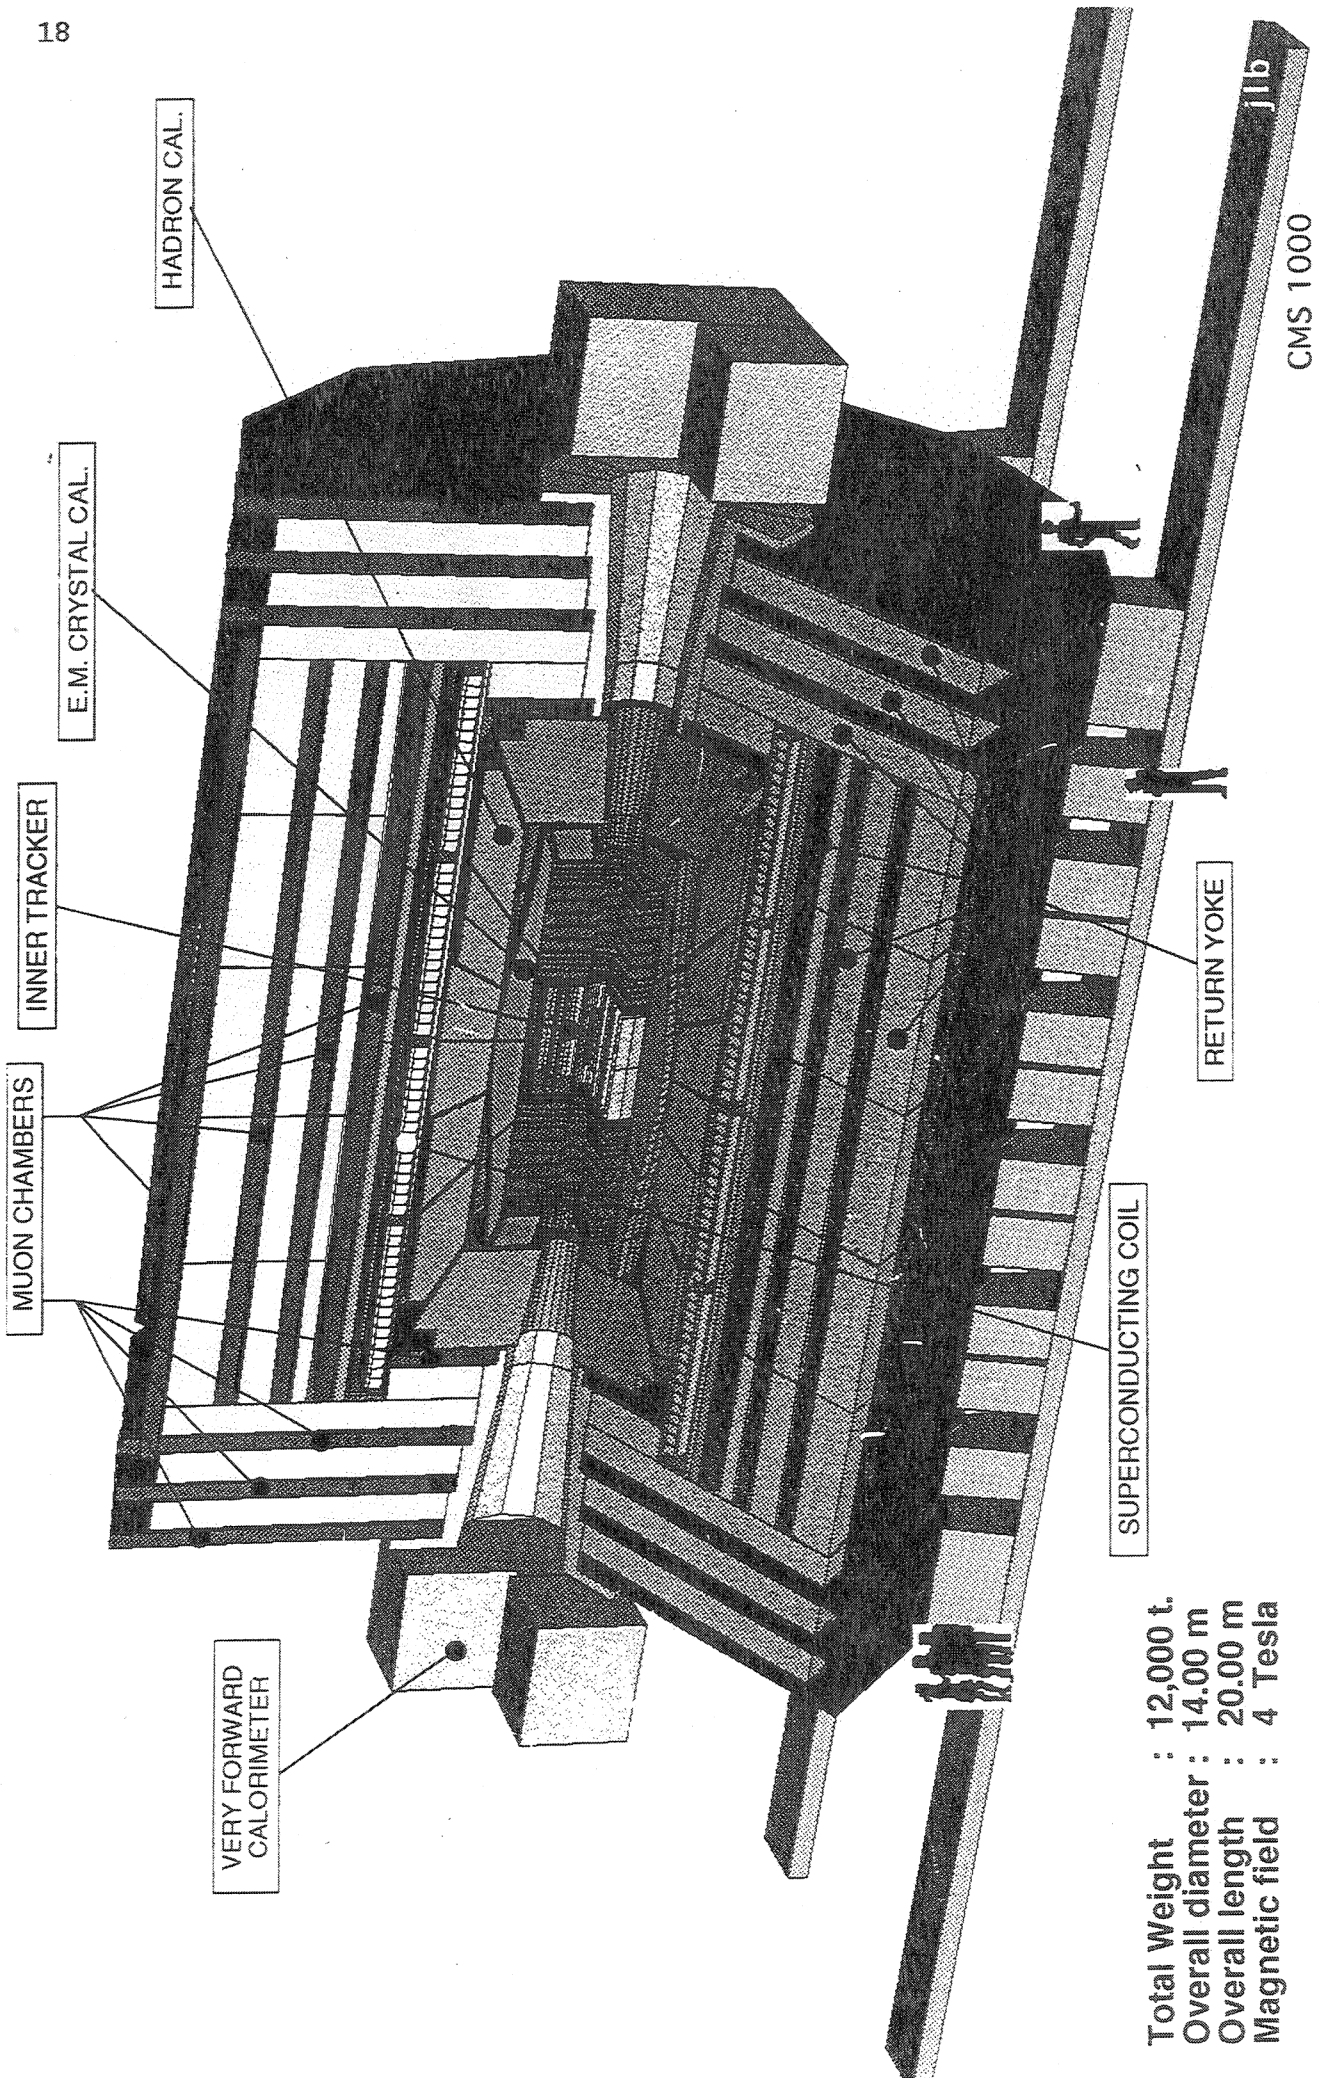 18
MUON CHAMBERS
INNER TRACKER
E.M. CRYSTAL CAL.
HADRON CAL.
VERY FORWARD
CALORIMETER
SUPERCONDUCTING COIL
RETURN YOKE
Total Weight : 12,000 t.
Overall diameter : 14.00 m
Overall length : 20.00 m
Magnetic field : 4 Tesla
CMS 1000
jlb